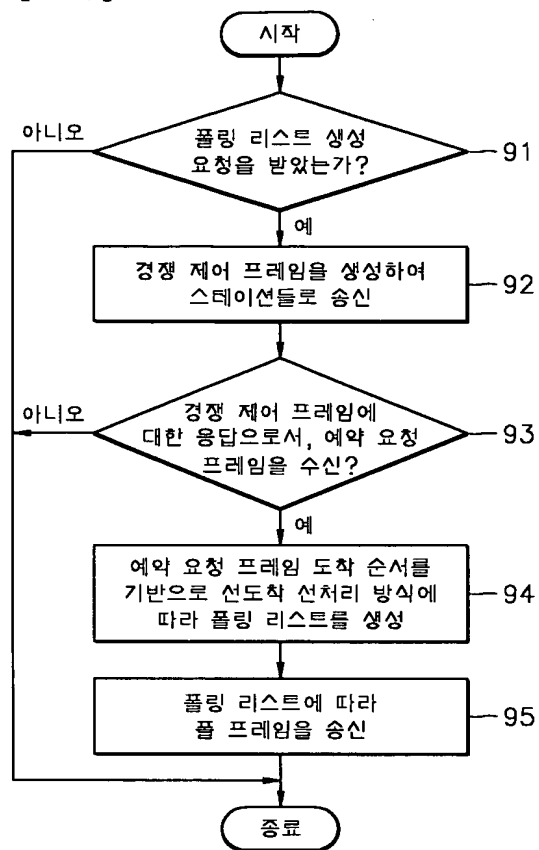 시작
아니오
폴링 리스트 생성
요청을 받았는가?
91
예
경쟁 제어 프레임을 생성하여
스테이션들로 송신
92
아니오
경쟁 제어 프레임에
대한 응답으로서, 예약 요청
프레임을 수신?
93
예
예약 요청 프레임 도착 순서를
기반으로 선도착 선처리 방식에
따라 폴링 리스트를 생성
94
폴링 리스트에 따라
폴 프레임을 송신
95
종료